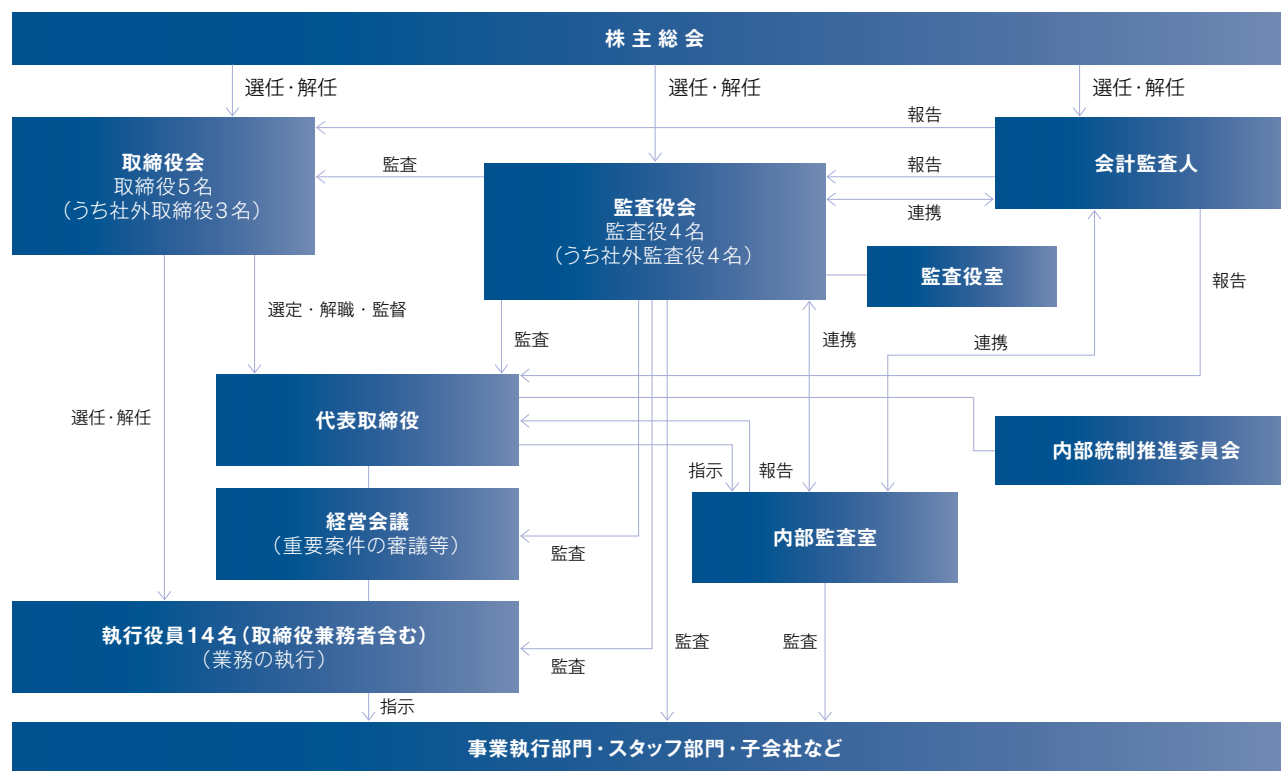 株主総会
選任・解任
選任・解任
選任・解任
報告
取締役会
取締役5名
（うち社外取締役3名）
監査
監査役会
監査役4名
（うち社外監査役4名）
報告
連携
会計監査人
監査役室
報告
選定・解職・監督
監査
連携
連携
選任・解任
代表取締役
内部統制推進委員会
指示
報告
経営会議
（重要案件の審議等）
監査
内部監査室
執行役員14名（取締役兼務者含む）
（業務の執行）
監査
監査
監査
指示
事業執行部門・スタッフ部門・子会社など